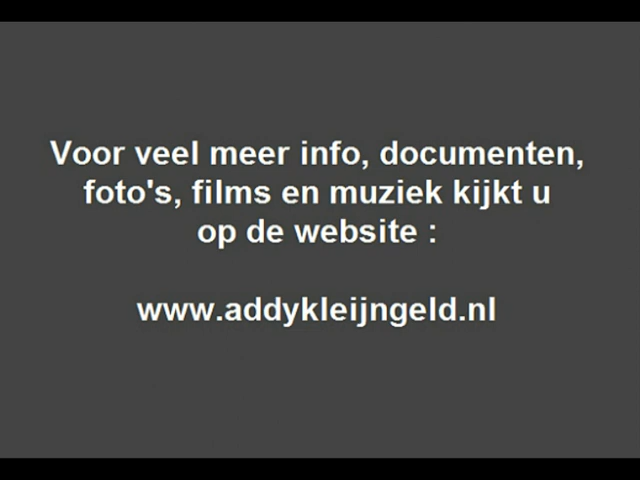 Voor veel meer info, documenten,
foto's, films en muziek kijkt u
op de website :
www.addykleijngeld.nl